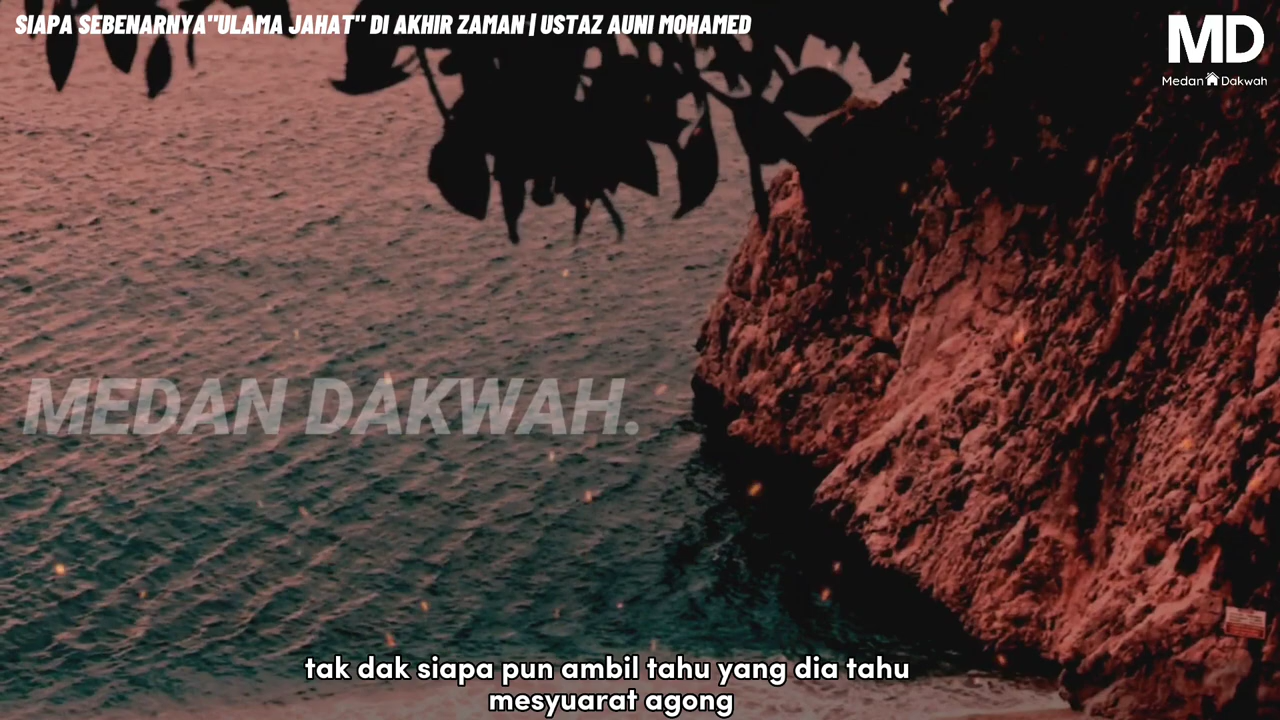 SIAPA SEBENARNYA"ULAMA JAHAT" DI AKHIR ZAMAN | USTAZ AUNI MOHAMED
MD
Medan Dakwah
MEDAN DAKWAH.
tak dak siapa pun ambil tahu yang dia tahu
mesyuarat agong